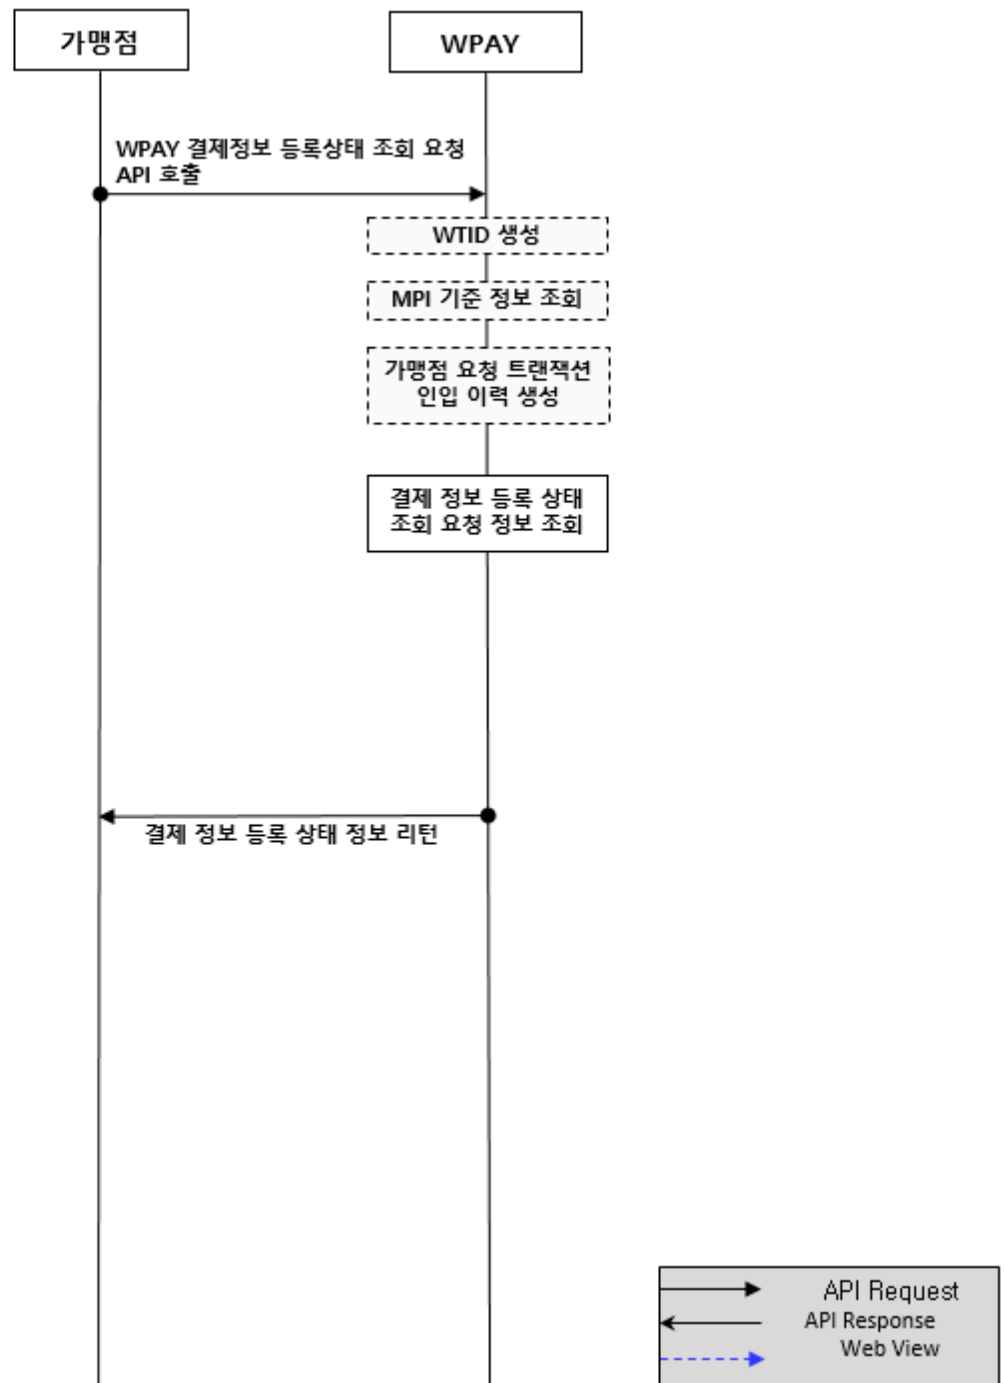 가맹점
WPAY
WPAY 결제정보 등록상태 조회 요청
API 호출
WTID 생성
MPI 기준 정보 조회
가맹점 요청 트랜잭션
인입 이력 생성
결제 정보 등록 상태
조회 요청 정보 조회
결제 정보 등록 상태 정보 리턴
API Request
API Response
Web View